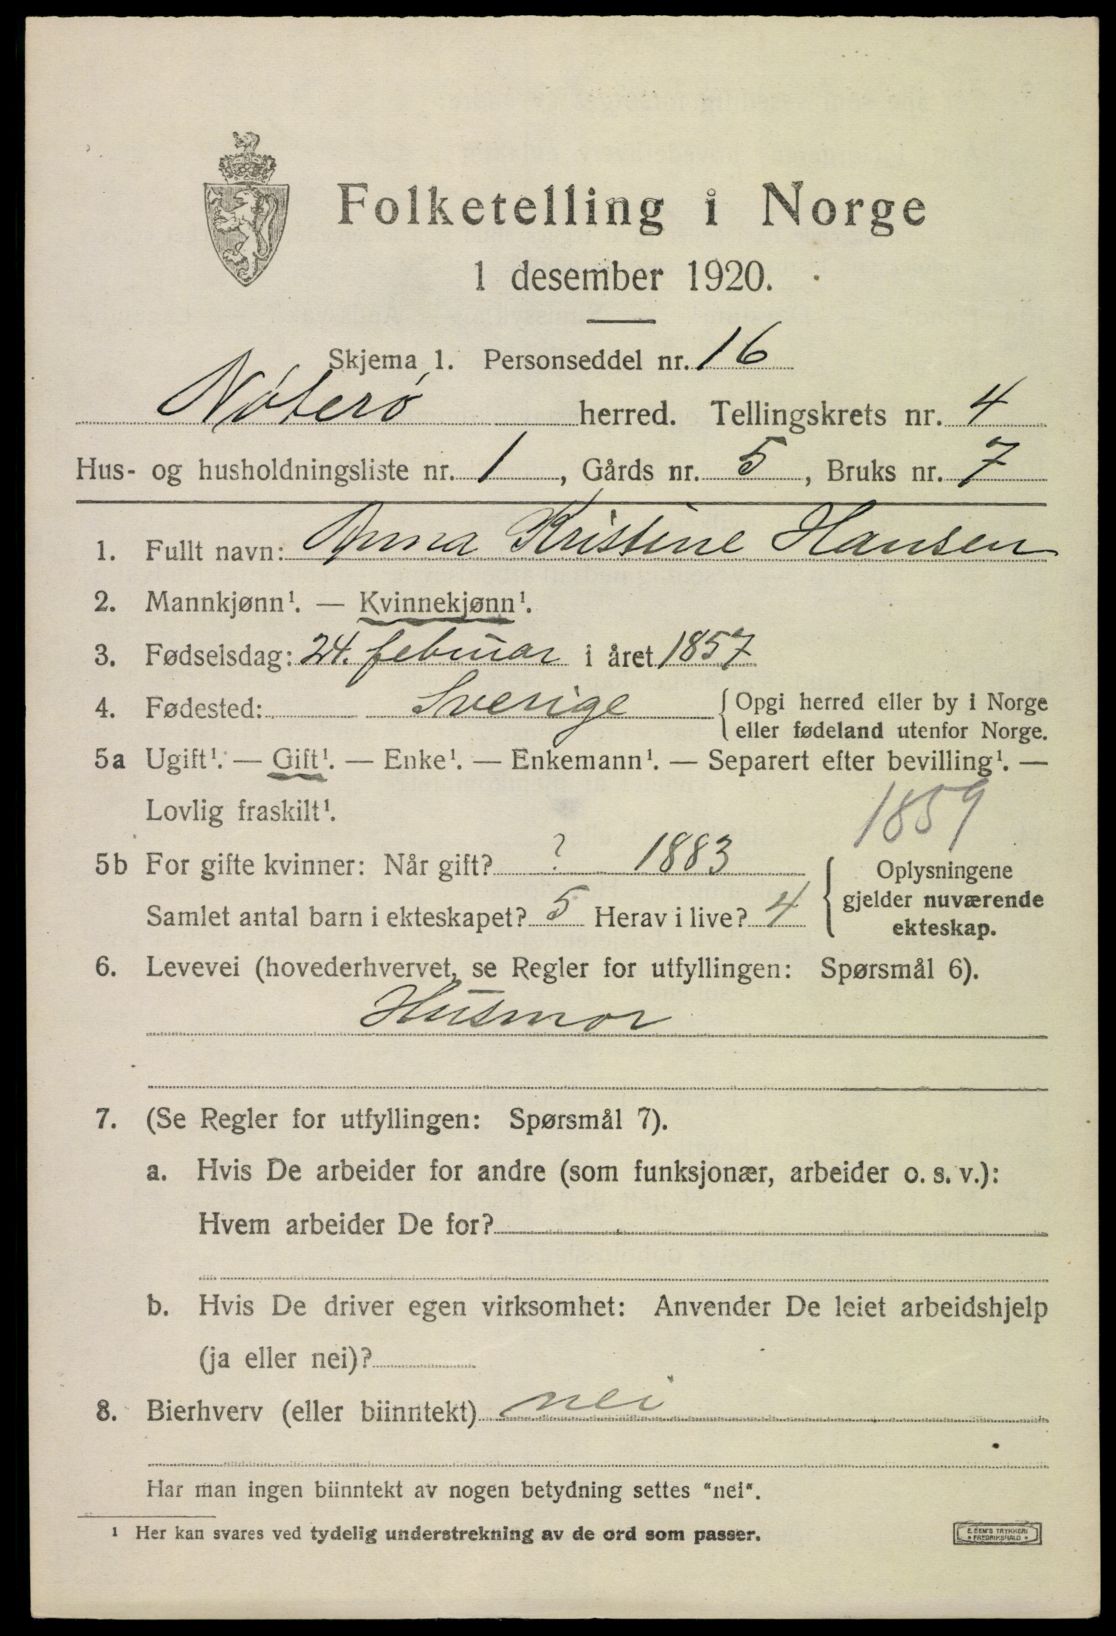 Folketelling i Norge
1 desember 1920.
Skjema 1. Personseddel nr. 16
Nøterø herred. Tellingskrets nr. 4
Hus- og husholdningsliste nr. 1, Gårds nr. 5, Bruks nr. 7
1. Fullt navn: Anna Kristine Hansen
2. Mannkjønn¹. — Kvinnekjønn¹.
3. Fødselsdag: 24. februar i året 1857
4. Fødested: Sverige { Opgi herred eller by i Norge
eller fødeland utenfor Norge.
5a Ugift¹. — Gift¹. — Enke¹. — Enkemann¹. — Separert efter bevilling¹. —
Lovlig fraskilt¹. 1859
5b For gifte kvinner: Når gift? ? 1883
Samlet antal barn i ekteskapet? 5 Herav i live? 4
{ Oplysningene
gjelder nuværende
ekteskap.
6. Levevei (hovederhvervet, se Regler for utfyllingen: Spørsmål 6).
Husmor
7. (Se Regler for utfyllingen: Spørsmål 7).
a. Hvis De arbeider for andre (som funksjonær, arbeider o. s. v.):
Hvem arbeider De for?
b. Hvis De driver egen virksomhet: Anvender De leiet arbeidshjelp
(ja eller nei)?
8. Bierhverv (eller biinntekt) nei
Har man ingen biinntekt av nogen betydning settes "nei".
¹ Her kan svares ved tydelig understrekning av de ord som passer.
E. SEM'S TRYKKERI
* FREDRIKSHALD *